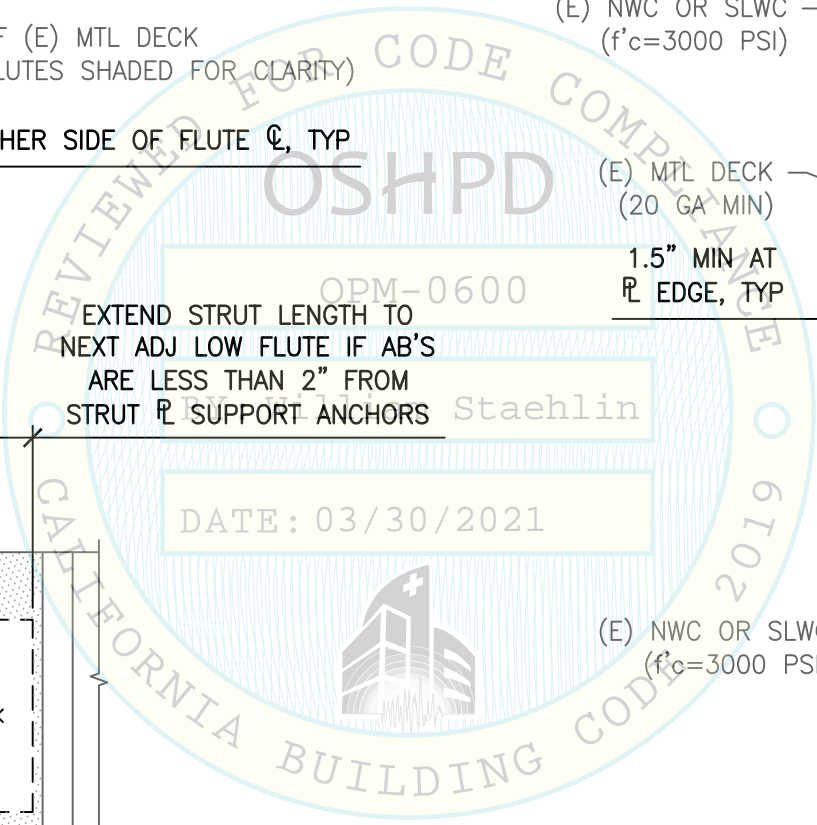 (E) NWC OR SLWC
(f'c=3000 PSI)
F (E) MTL DECK
LUTES SHADED FOR CLARITY)
HER SIDE OF FLUTE ℄, TYP
(E) MTL DECK
(20 GA MIN)
1.5" MIN AT
⅊ EDGE, TYP
EXTEND STRUT LENGTH TO
NEXT ADJ LOW FLUTE IF AB'S
ARE LESS THAN 2" FROM
STRUT ⅊ SUPPORT ANCHORS
REVIEWED FOR CODE COMPLIANCE
OSHPD
OPM-0600
BY: William Staehlin
DATE: 03/30/2021
CALIFORNIA BUILDING CODE 2019
(E) NWC OR SLWC
(f'c=3000 PSI